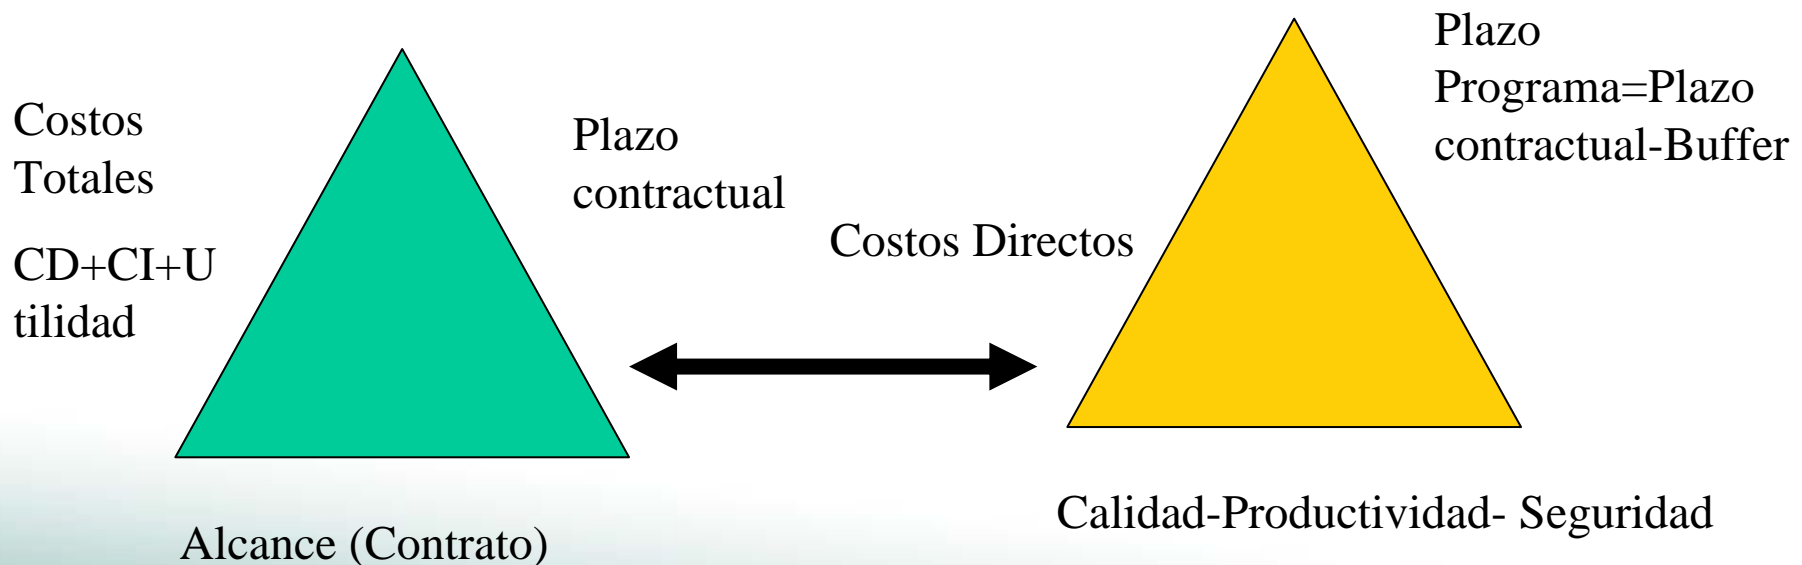 Costos
Totales
CD+CI+U
tilidad
Plazo
contractual
Alcance (Contrato)
Costos Directos
Plazo
Programa=Plazo
contractual-Buffer
Calidad-Productividad- Seguridad